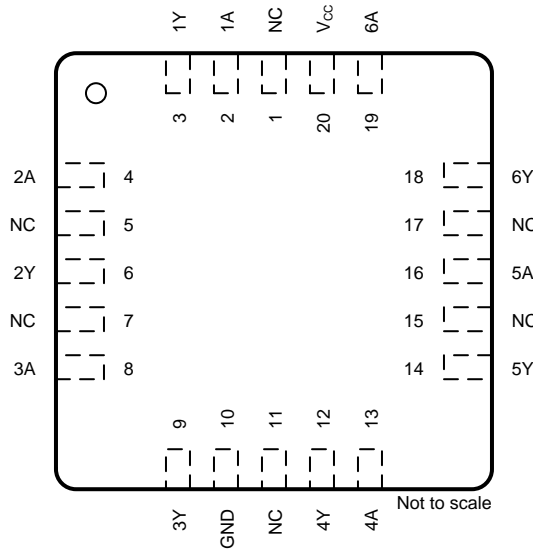 1Y 1A NC VCC 6A
3 2 1 20 19
2A 4 18 6Y
NC 5 17 NC
2Y 6 16 5A
NC 7 15 NC
3A 8 14 5Y
9 10 11 12 13
3Y GND NC 4Y 4A
Not to scale